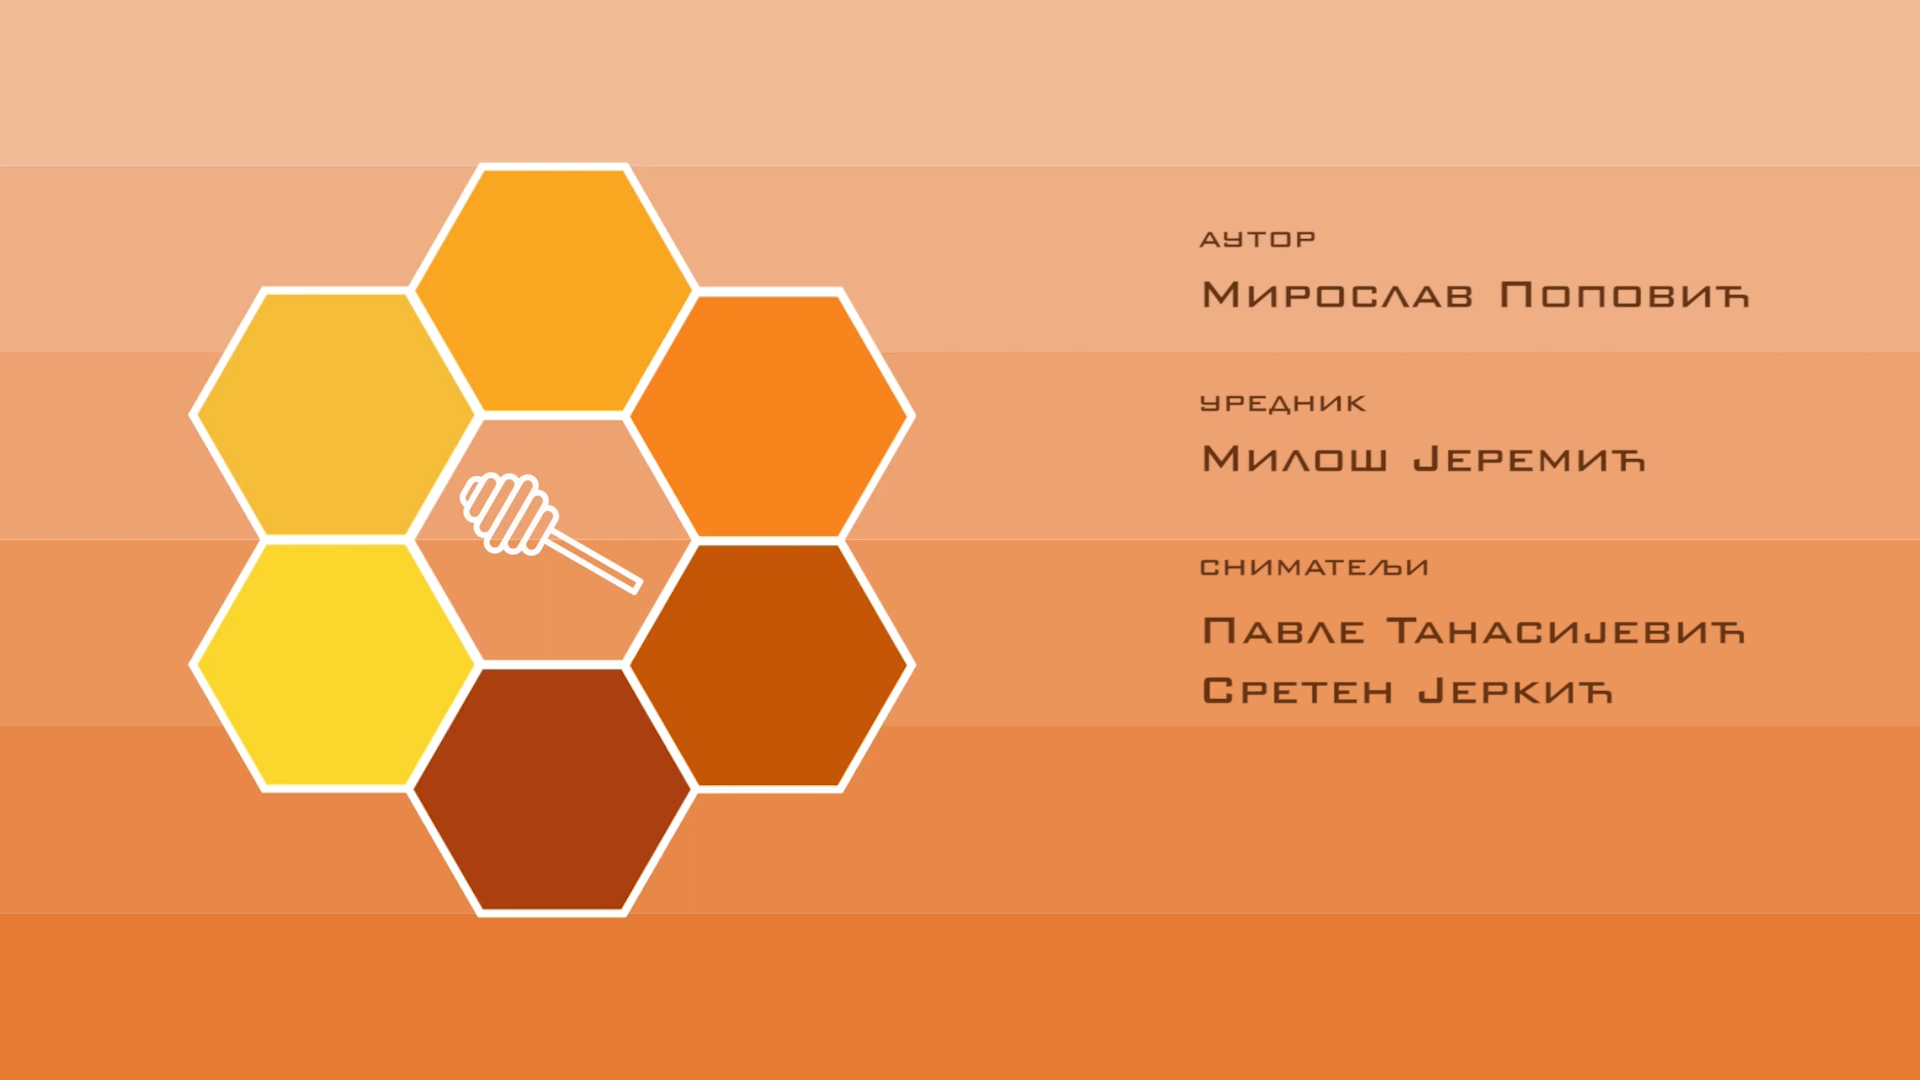 аутор
Мирослав Поповић
уредник
Милош Јеремић
сниматељи
Павле Танасијевић
Сретен Јеркић